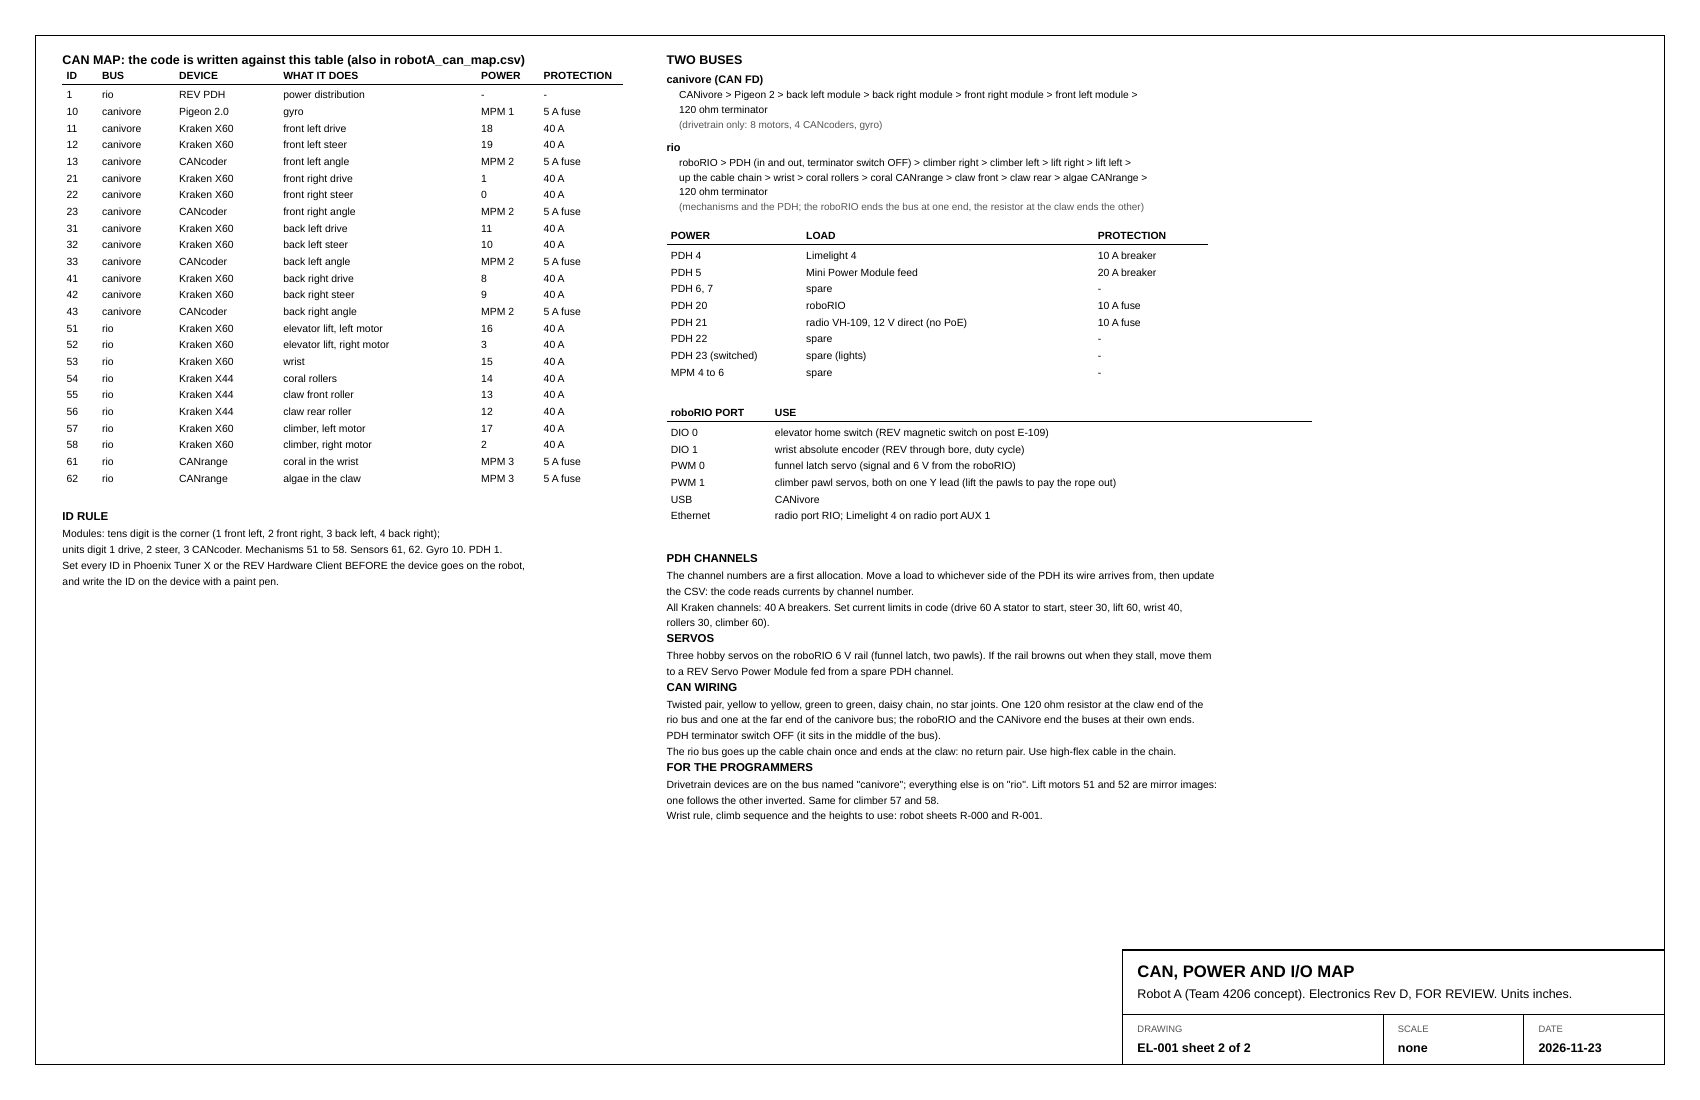 CAN MAP: the code is written against this table (also in robotA_can_map.csv)
ID BUS DEVICE WHAT IT DOES POWER PROTECTION
1 rio REV PDH power distribution - -
10 canivore Pigeon 2.0 gyro MPM 1 5 A fuse
11 canivore Kraken X60 front left drive 18 40 A
12 canivore Kraken X60 front left steer 19 40 A
13 canivore CANcoder front left angle MPM 2 5 A fuse
21 canivore Kraken X60 front right drive 1 40 A
22 canivore Kraken X60 front right steer 0 40 A
23 canivore CANcoder front right angle MPM 2 5 A fuse
31 canivore Kraken X60 back left drive 11 40 A
32 canivore Kraken X60 back left steer 10 40 A
33 canivore CANcoder back left angle MPM 2 5 A fuse
41 canivore Kraken X60 back right drive 8 40 A
42 canivore Kraken X60 back right steer 9 40 A
43 canivore CANcoder back right angle MPM 2 5 A fuse
51 rio Kraken X60 elevator lift, left motor 16 40 A
52 rio Kraken X60 elevator lift, right motor 3 40 A
53 rio Kraken X60 wrist 15 40 A
54 rio Kraken X44 coral rollers 14 40 A
55 rio Kraken X44 claw front roller 13 40 A
56 rio Kraken X44 claw rear roller 12 40 A
57 rio Kraken X60 climber, left motor 17 40 A
58 rio Kraken X60 climber, right motor 2 40 A
61 rio CANrange coral in the wrist MPM 3 5 A fuse
62 rio CANrange algae in the claw MPM 3 5 A fuse
ID RULE
Modules: tens digit is the corner (1 front left, 2 front right, 3 back left, 4 back right);
units digit 1 drive, 2 steer, 3 CANcoder. Mechanisms 51 to 58. Sensors 61, 62. Gyro 10. PDH 1.
Set every ID in Phoenix Tuner X or the REV Hardware Client BEFORE the device goes on the robot,
and write the ID on the device with a paint pen.
TWO BUSES
canivore (CAN FD)
CANivore > Pigeon 2 > back left module > back right module > front right module > front left module >
120 ohm terminator
(drivetrain only: 8 motors, 4 CANcoders, gyro)
rio
roboRIO > PDH (in and out, terminator switch OFF) > climber right > climber left > lift right > lift left >
up the cable chain > wrist > coral rollers > coral CANrange > claw front > claw rear > algae CANrange >
120 ohm terminator
(mechanisms and the PDH; the roboRIO ends the bus at one end, the resistor at the claw ends the other)
POWER LOAD PROTECTION
PDH 4 Limelight 4 10 A breaker
PDH 5 Mini Power Module feed 20 A breaker
PDH 6, 7 spare -
PDH 20 roboRIO 10 A fuse
PDH 21 radio VH-109, 12 V direct (no PoE) 10 A fuse
PDH 22 spare -
PDH 23 (switched) spare (lights) -
MPM 4 to 6 spare -
roboRIO PORT USE
DIO 0 elevator home switch (REV magnetic switch on post E-109)
DIO 1 wrist absolute encoder (REV through bore, duty cycle)
PWM 0 funnel latch servo (signal and 6 V from the roboRIO)
PWM 1 climber pawl servos, both on one Y lead (lift the pawls to pay the rope out)
USB CANivore
Ethernet radio port RIO; Limelight 4 on radio port AUX 1
PDH CHANNELS
The channel numbers are a first allocation. Move a load to whichever side of the PDH its wire arrives from, then update
the CSV: the code reads currents by channel number.
All Kraken channels: 40 A breakers. Set current limits in code (drive 60 A stator to start, steer 30, lift 60, wrist 40,
rollers 30, climber 60).
SERVOS
Three hobby servos on the roboRIO 6 V rail (funnel latch, two pawls). If the rail browns out when they stall, move them
to a REV Servo Power Module fed from a spare PDH channel.
CAN WIRING
Twisted pair, yellow to yellow, green to green, daisy chain, no star joints. One 120 ohm resistor at the claw end of the
rio bus and one at the far end of the canivore bus; the roboRIO and the CANivore end the buses at their own ends.
PDH terminator switch OFF (it sits in the middle of the bus).
The rio bus goes up the cable chain once and ends at the claw: no return pair. Use high-flex cable in the chain.
FOR THE PROGRAMMERS
Drivetrain devices are on the bus named "canivore"; everything else is on "rio". Lift motors 51 and 52 are mirror images:
one follows the other inverted. Same for climber 57 and 58.
Wrist rule, climb sequence and the heights to use: robot sheets R-000 and R-001.
CAN, POWER AND I/O MAP
Robot A (Team 4206 concept). Electronics Rev D, FOR REVIEW. Units inches.
DRAWING SCALE DATE
EL-001 sheet 2 of 2 none 2026-11-23